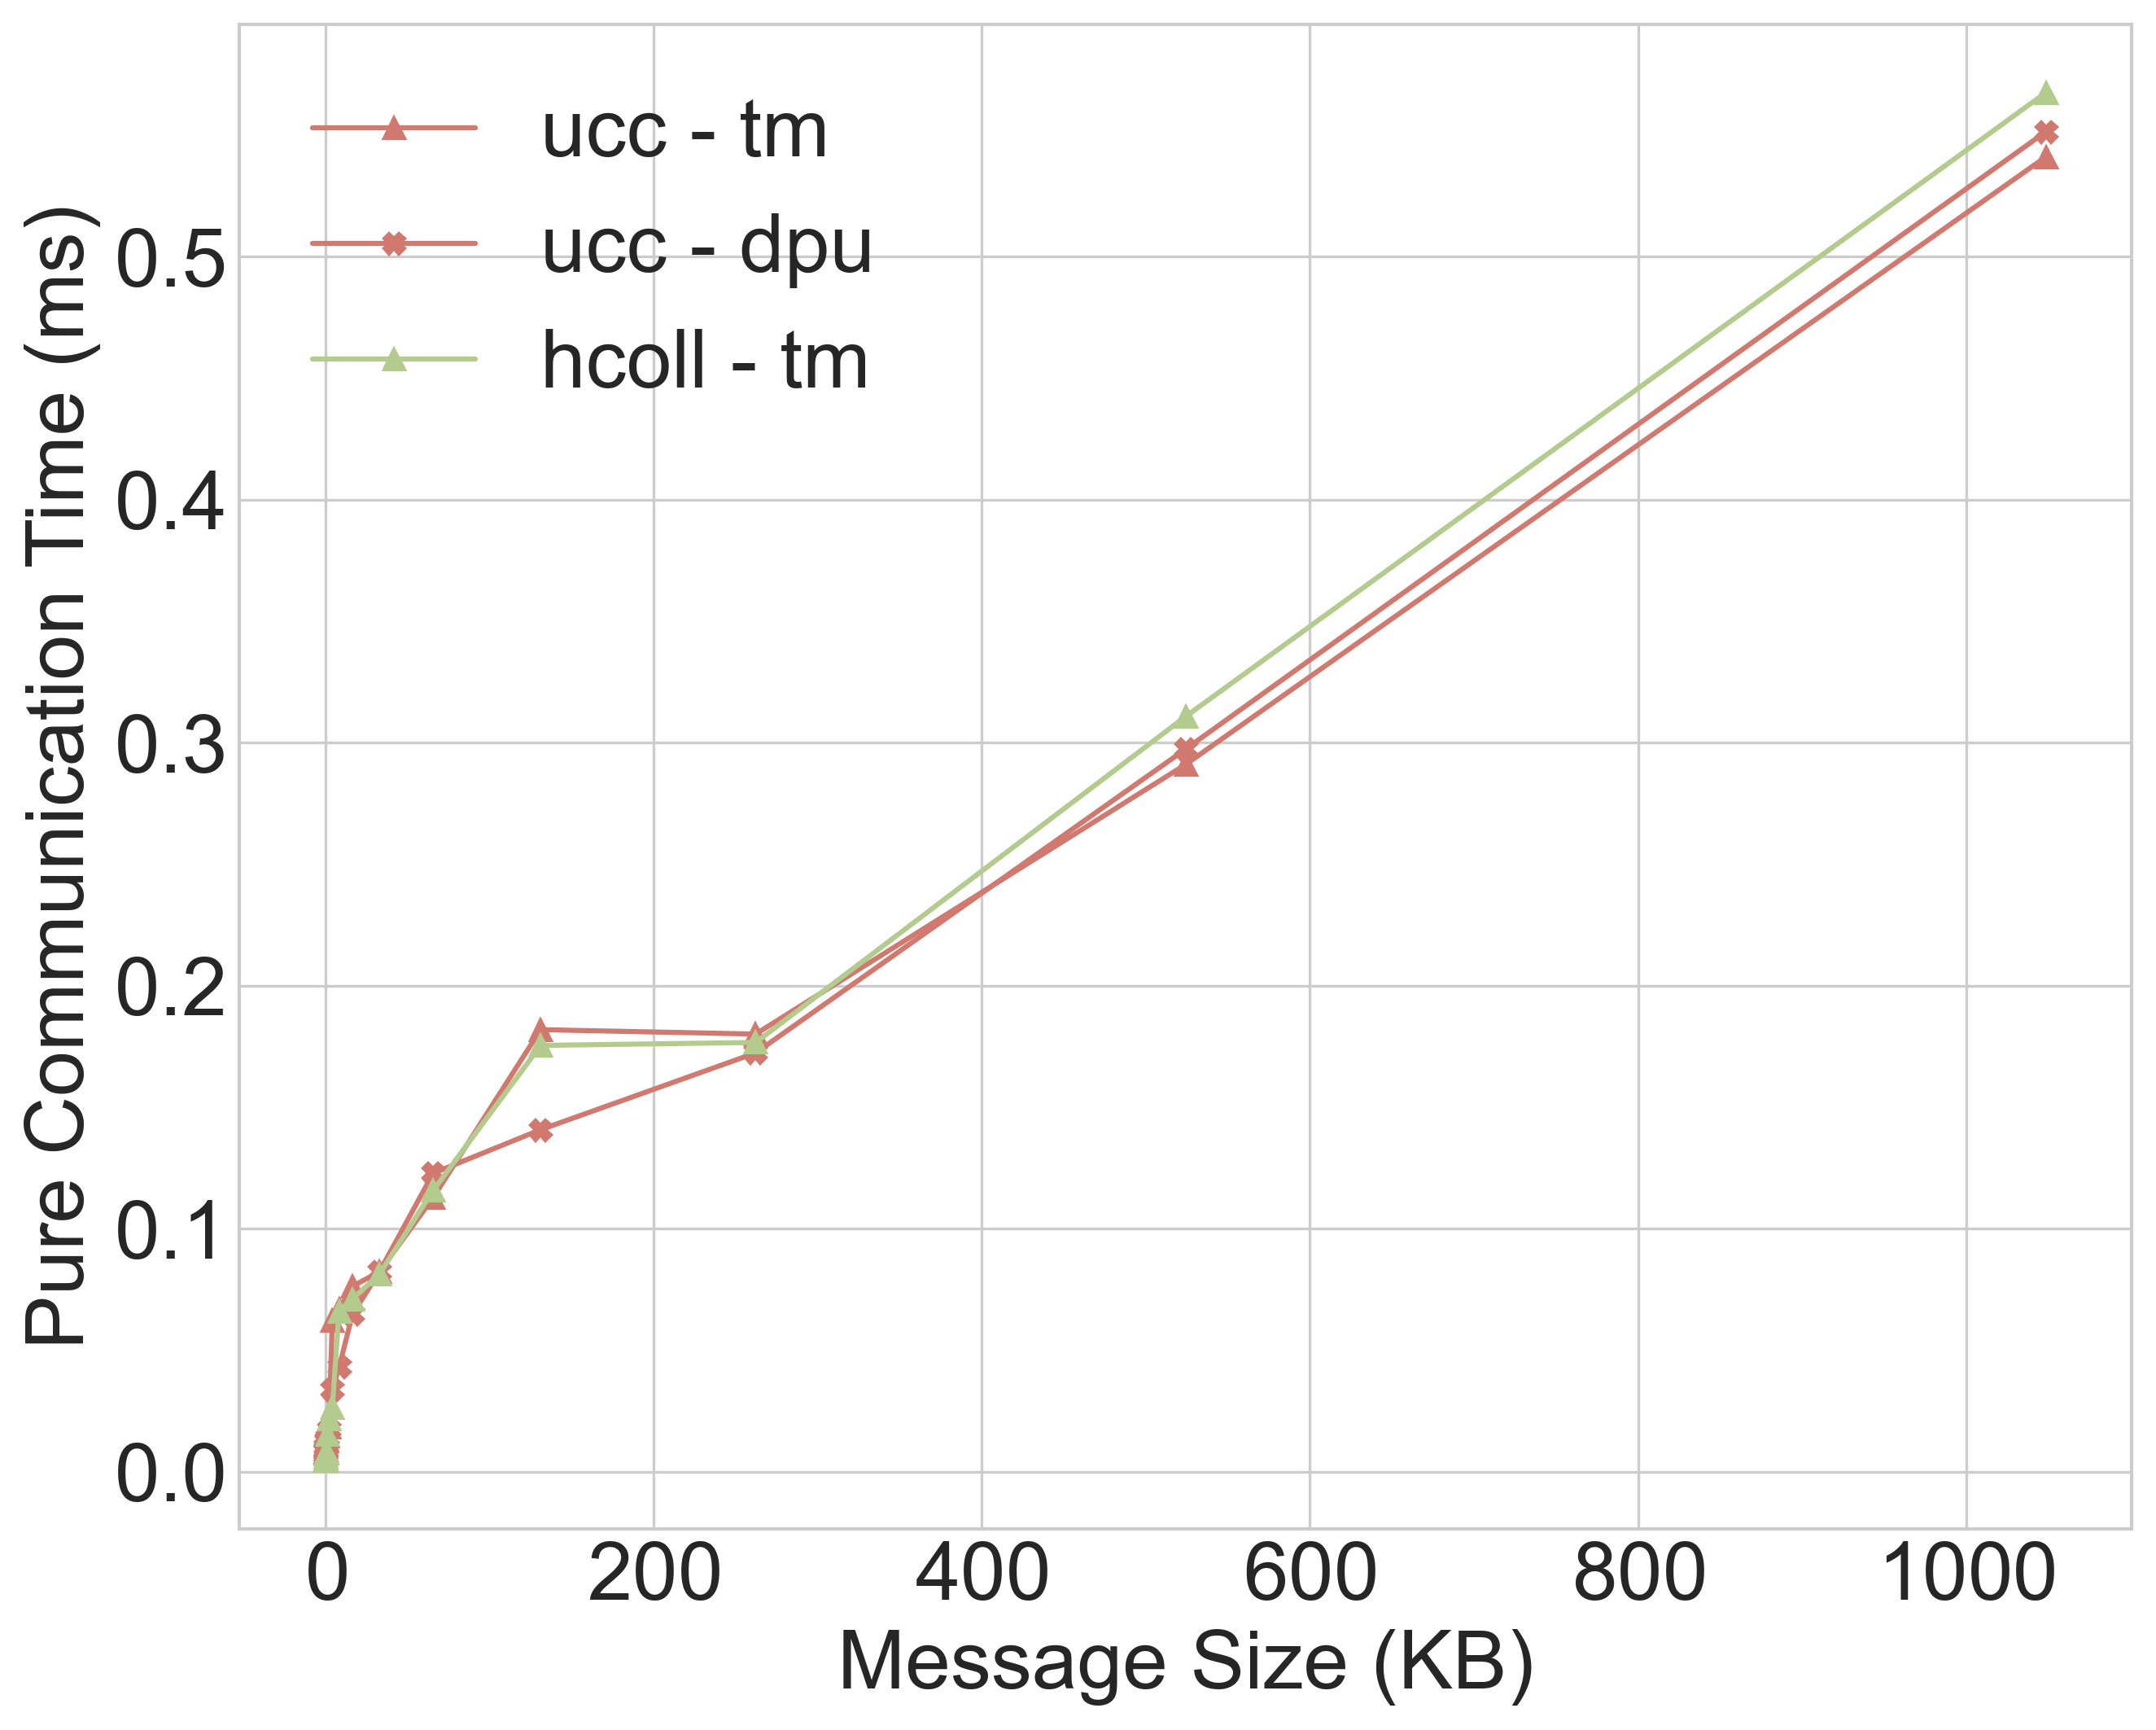 ucc - tm
ucc - dpu
hcoll - tm
Pure Communication Time (ms)
0.5
0.4
0.3
0.2
0.1
0.0
0 200 400 600 800 1000
Message Size (KB)